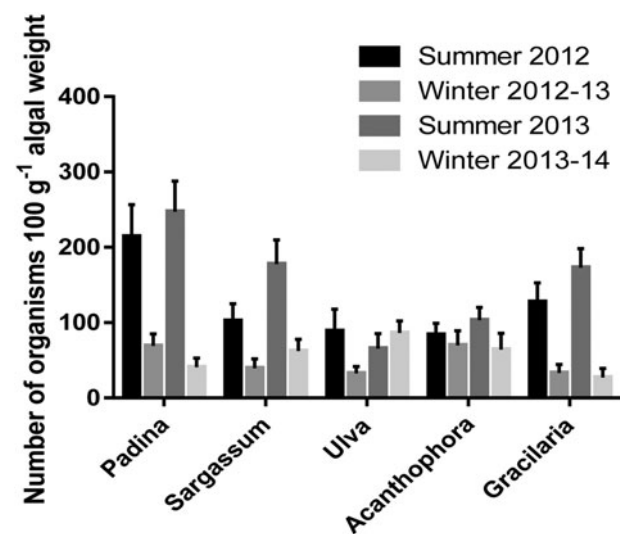 Number of organisms 100 g⁻¹ algal weight
Summer 2012
Winter 2012-13
Summer 2013
Winter 2013-14
400
300
200
100
0
Padina
Sargassum
Ulva
Acanthophora
Gracilaria